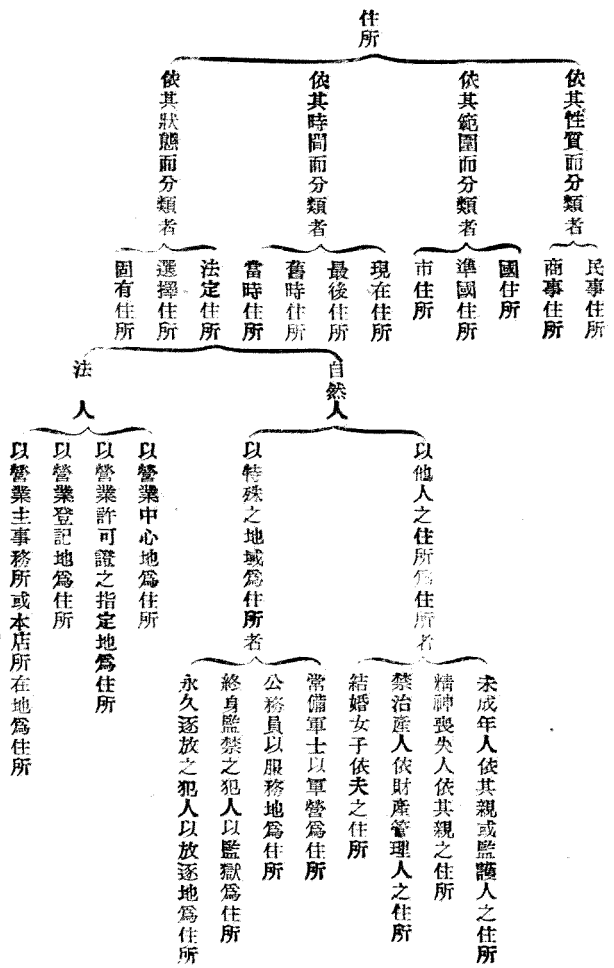 住所
依其性質而分類者
民事住所
商事住所
依其範圍而分類者
國住所
準國住所
市住所
依其時間而分類者
現在住所
最後住所
舊時住所
當時住所
依其狀態而分類者
法定住所
選擇住所
固有住所
自然人
以他人之住所爲住所者
未成年人依其親或監護人之住所
精神喪失人依其親之住所
禁治產人依財產管理人之住所
結婚女子依夫之住所
以特殊之地域爲住所者
常備軍士以軍營爲住所
公務員以服務地爲住所
終身監禁之犯人以監獄爲住所
永久逐放之犯人以放逐地爲住所
法人
以營業中心地爲住所
以營業許可證之指定地爲住所
以營業登記地爲住所
以營業主事務所或本店所在地爲住所